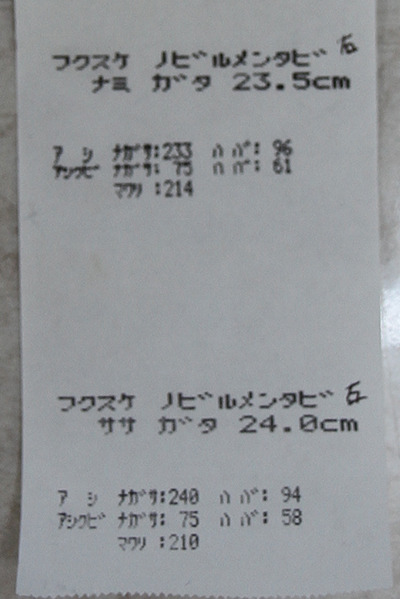 フクスケ ノビルメンタビ 右
ナミ ガタ 23.5cm
ア シ ナガサ:233 ハバ: 96
アシクビ ナガサ: 75 ハバ: 61
マワリ :214
フクスケ ノビルメンタビ 左
ササ ガタ 24.0cm
ア シ ナガサ:240 ハバ: 94
アシクビ ナガサ: 75 ハバ: 58
マワリ :210